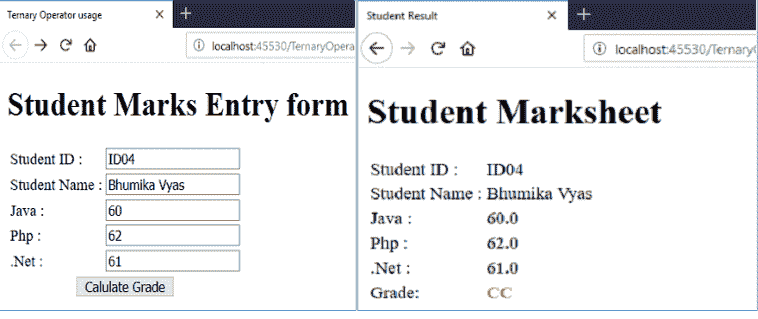 Ternary Operator usage
localhost:45530/TernaryOpera
Student Marks Entry form
Student ID : ID04
Student Name : Bhumika Vyas
Java : 60
Php : 62
.Net : 61
Calulate Grade
Student Result
localhost:45530/Ternary
Student Marksheet
Student ID : ID04
Student Name : Bhumika Vyas
Java : 60.0
Php : 62.0
.Net : 61.0
Grade: CC